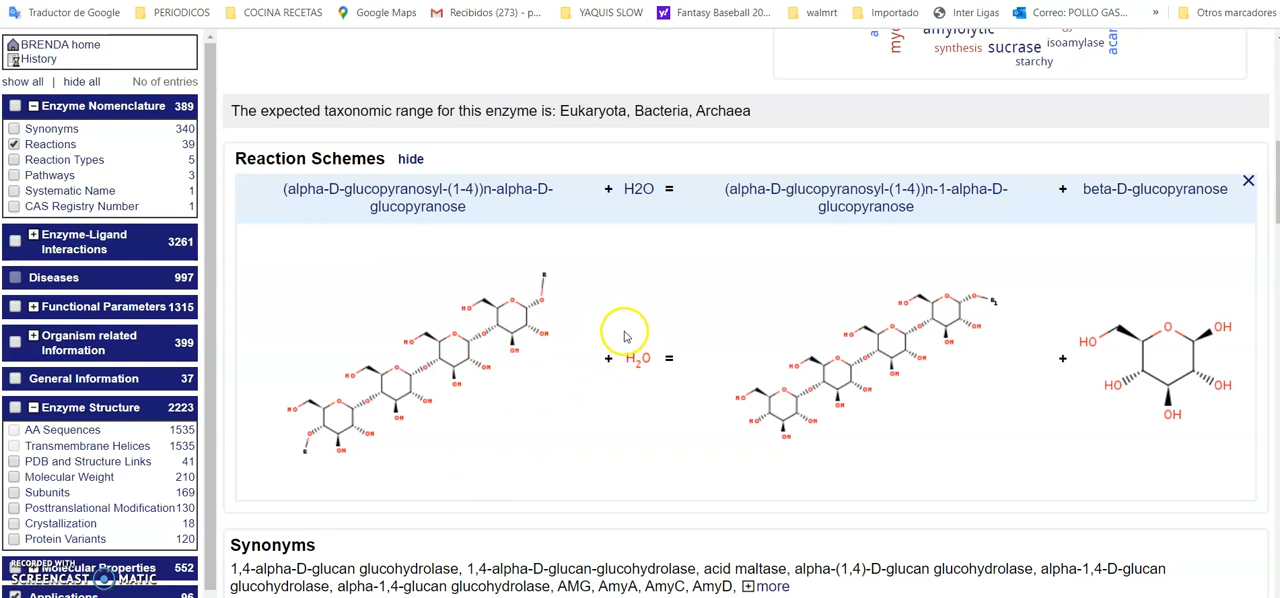 Traductor de Google PERIODICOS COCINA RECETAS Google Maps Recibidos (273) - p... YAQUIS SLOW Fantasy Baseball 20... walmrt Importado Inter Ligas Correo: POLLO GAS... » Otros marcadores
BRENDA home
History
show all | hide all No of entries
Enzyme Nomenclature 389
Synonyms 340
Reactions 39
Reaction Types 5
Pathways 3
Systematic Name 1
CAS Registry Number 1
Enzyme-Ligand
Interactions 3261
Diseases 997
Functional Parameters 1315
Organism related
Information 399
General Information 37
Enzyme Structure 2223
AA Sequences 1535
Transmembrane Helices 1535
PDB and Structure Links 41
Molecular Weight 210
Subunits 169
Posttranslational Modification 130
Crystallization 18
Protein Variants 120
Molecular Properties 552
Applications 96
RECORDED WITH
SCREENCAST MATIC
amylolytic
synthesis sucrase isoamylase
starchy
The expected taxonomic range for this enzyme is: Eukaryota, Bacteria, Archaea
Reaction Schemes hide
(alpha-D-glucopyranosyl-(1-4))n-alpha-D-
glucopyranose
+ H2O =
(alpha-D-glucopyranosyl-(1-4))n-1-alpha-D-
glucopyranose
+ beta-D-glucopyranose
+ H2O =
+
HO OH
HO OH
OH
Synonyms
1,4-alpha-D-glucan glucohydrolase, 1,4-alpha-D-glucan-glucohydrolase, acid maltase, alpha-(1,4)-D-glucan glucohydrolase, alpha-1,4-D-glucan
glucohydrolase, alpha-1,4-glucan glucohydrolase, AMG, AmyA, AmyC, AmyD, more